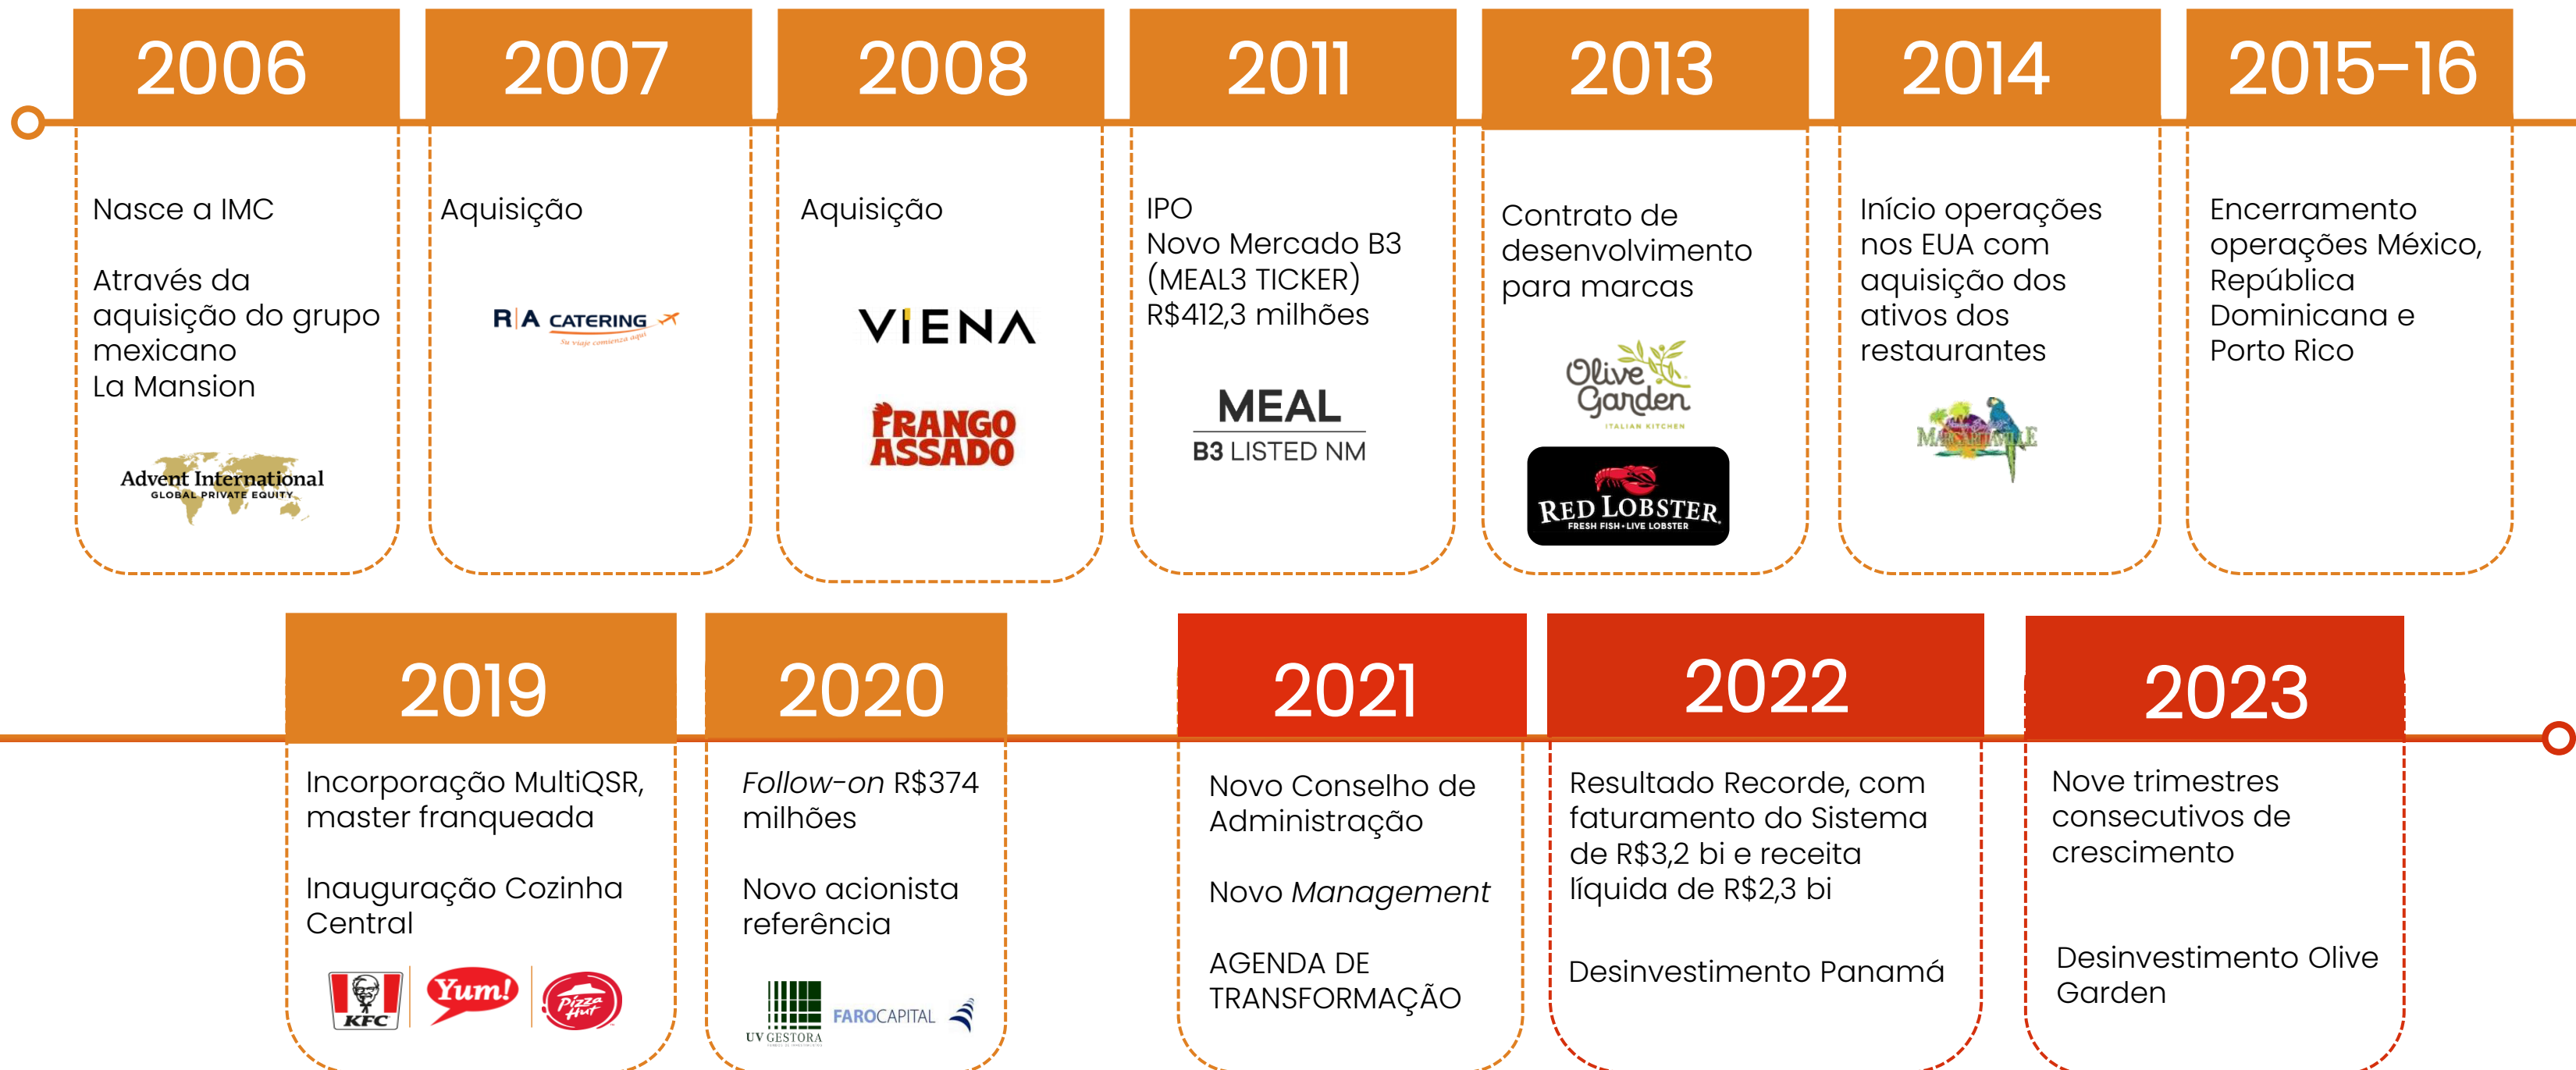 2006
Nasce a IMC
Através da
aquisição do grupo
mexicano
La Mansion
Advent International
GLOBAL PRIVATE EQUITY
2007
Aquisição
R|A CATERING
Su viaje comienza aquí
2008
Aquisição
VIENA
FRANGO
ASSADO
2011
IPO
Novo Mercado B3
(MEAL3 TICKER)
R$412,3 milhões
MEAL
B3 LISTED NM
2013
Contrato de
desenvolvimento
para marcas
Olive
Garden
ITALIAN KITCHEN
RED LOBSTER
FRESH FISH • LIVE LOBSTER
2014
Início operações
nos EUA com
aquisição dos
ativos dos
restaurantes
MARGARITAVILLE
2015-16
Encerramento
operações México,
República
Dominicana e
Porto Rico
2019
Incorporação MultiQSR,
master franqueada
Inauguração Cozinha
Central
KFC
Yum!
Pizza
Hut
2020
Follow-on R$374
milhões
Novo acionista
referência
UV GESTORA
FAROCAPITAL
2021
Novo Conselho de
Administração
Novo Management
AGENDA DE
TRANSFORMAÇÃO
2022
Resultado Recorde, com
faturamento do Sistema
de R$3,2 bi e receita
líquida de R$2,3 bi
Desinvestimento Panamá
2023
Nove trimestres
consecutivos de
crescimento
Desinvestimento Olive
Garden